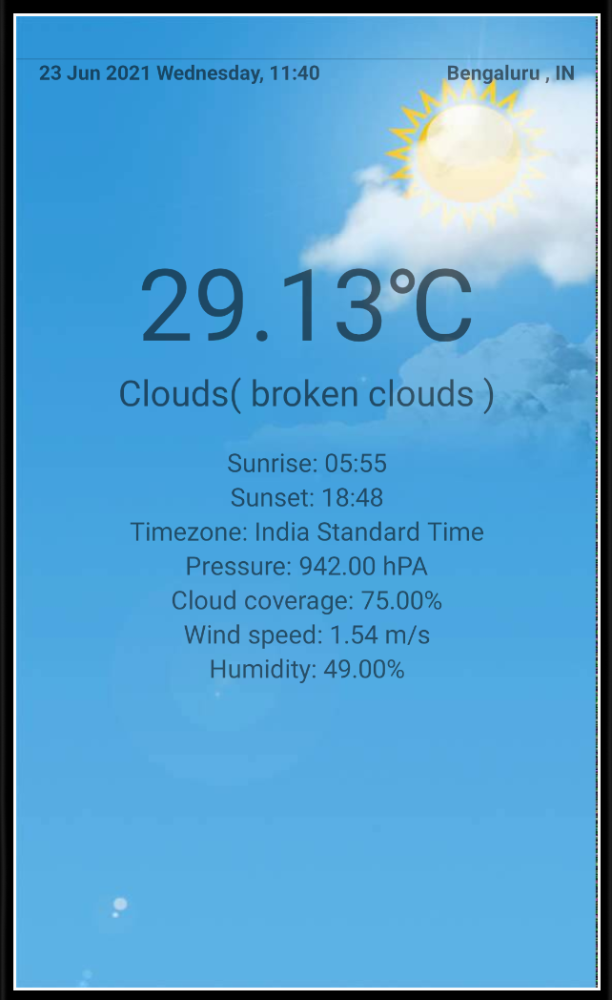 23 Jun 2021 Wednesday, 11:40 Bengaluru , IN
29.13°C
Clouds( broken clouds )
Sunrise: 05:55
Sunset: 18:48
Timezone: India Standard Time
Pressure: 942.00 hPA
Cloud coverage: 75.00%
Wind speed: 1.54 m/s
Humidity: 49.00%